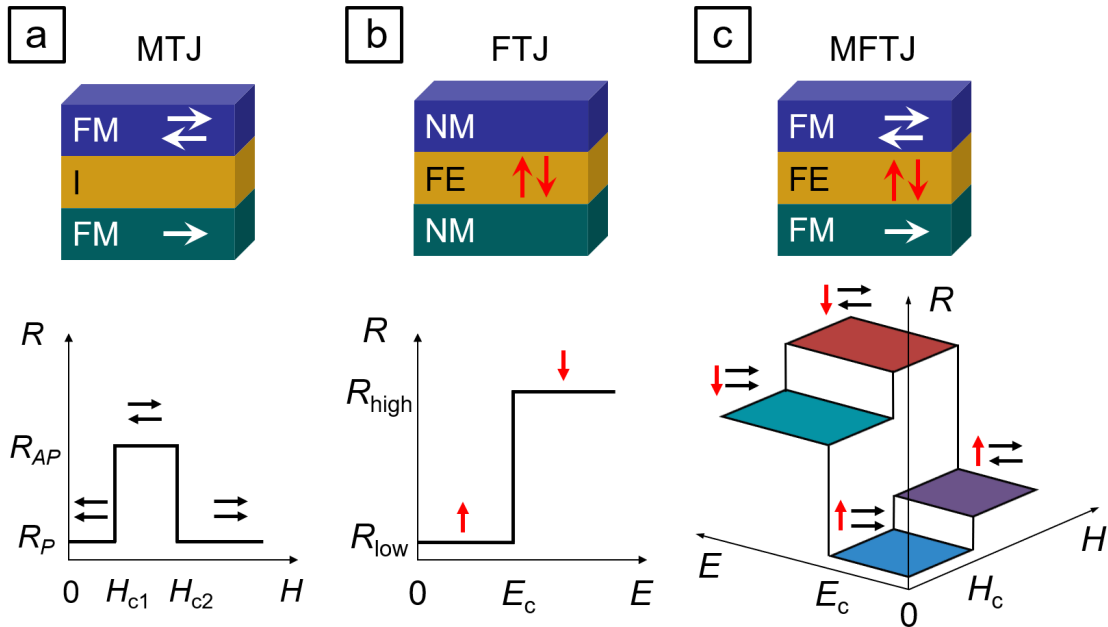 a
MTJ
FM
I
FM
R
R_AP
R_P
0
H_c1
H_c2
H
b
FTJ
NM
FE
NM
R
R_high
R_low
0
E_c
E
c
MFTJ
FM
FE
FM
R
E
E_c
0
H_c
H